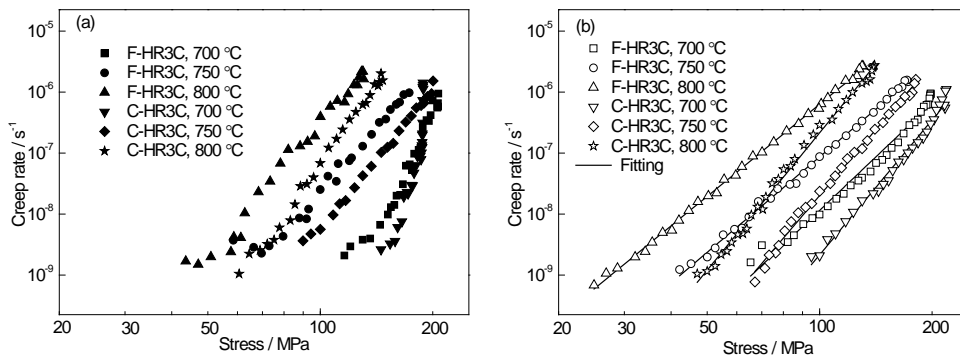 (a)
10⁻⁵
10⁻⁶
10⁻⁷
10⁻⁸
10⁻⁹
Creep rate / s⁻¹
F-HR3C, 700 °C
F-HR3C, 750 °C
F-HR3C, 800 °C
C-HR3C, 700 °C
C-HR3C, 750 °C
C-HR3C, 800 °C
20 50 100 200
Stress / MPa
(b)
10⁻⁵
10⁻⁶
10⁻⁷
10⁻⁸
10⁻⁹
Creep rate / s⁻¹
F-HR3C, 700 °C
F-HR3C, 750 °C
F-HR3C, 800 °C
C-HR3C, 700 °C
C-HR3C, 750 °C
C-HR3C, 800 °C
Fitting
20 50 100 200
Stress / MPa